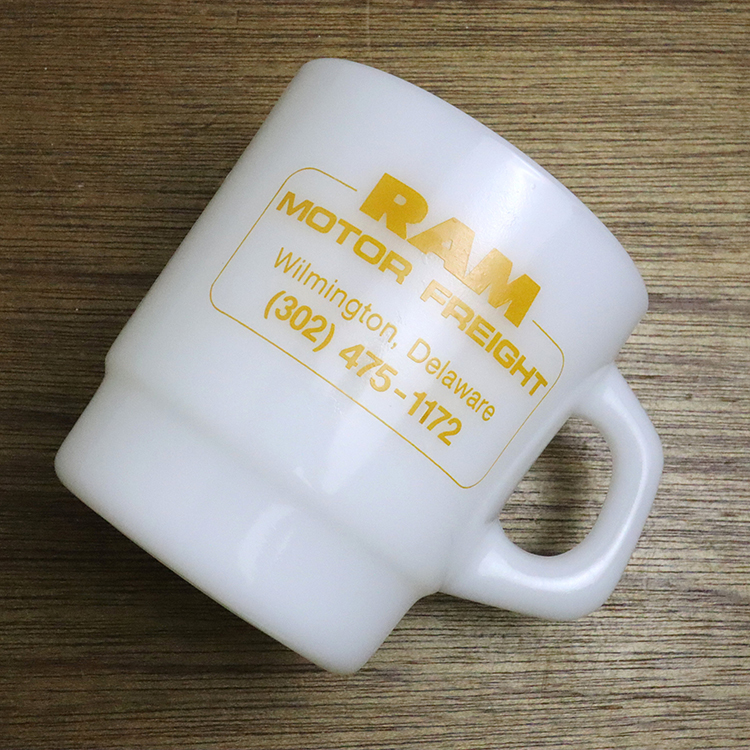 RAM
MOTOR FREIGHT
Wilmington, Delaware
(302) 475-1172